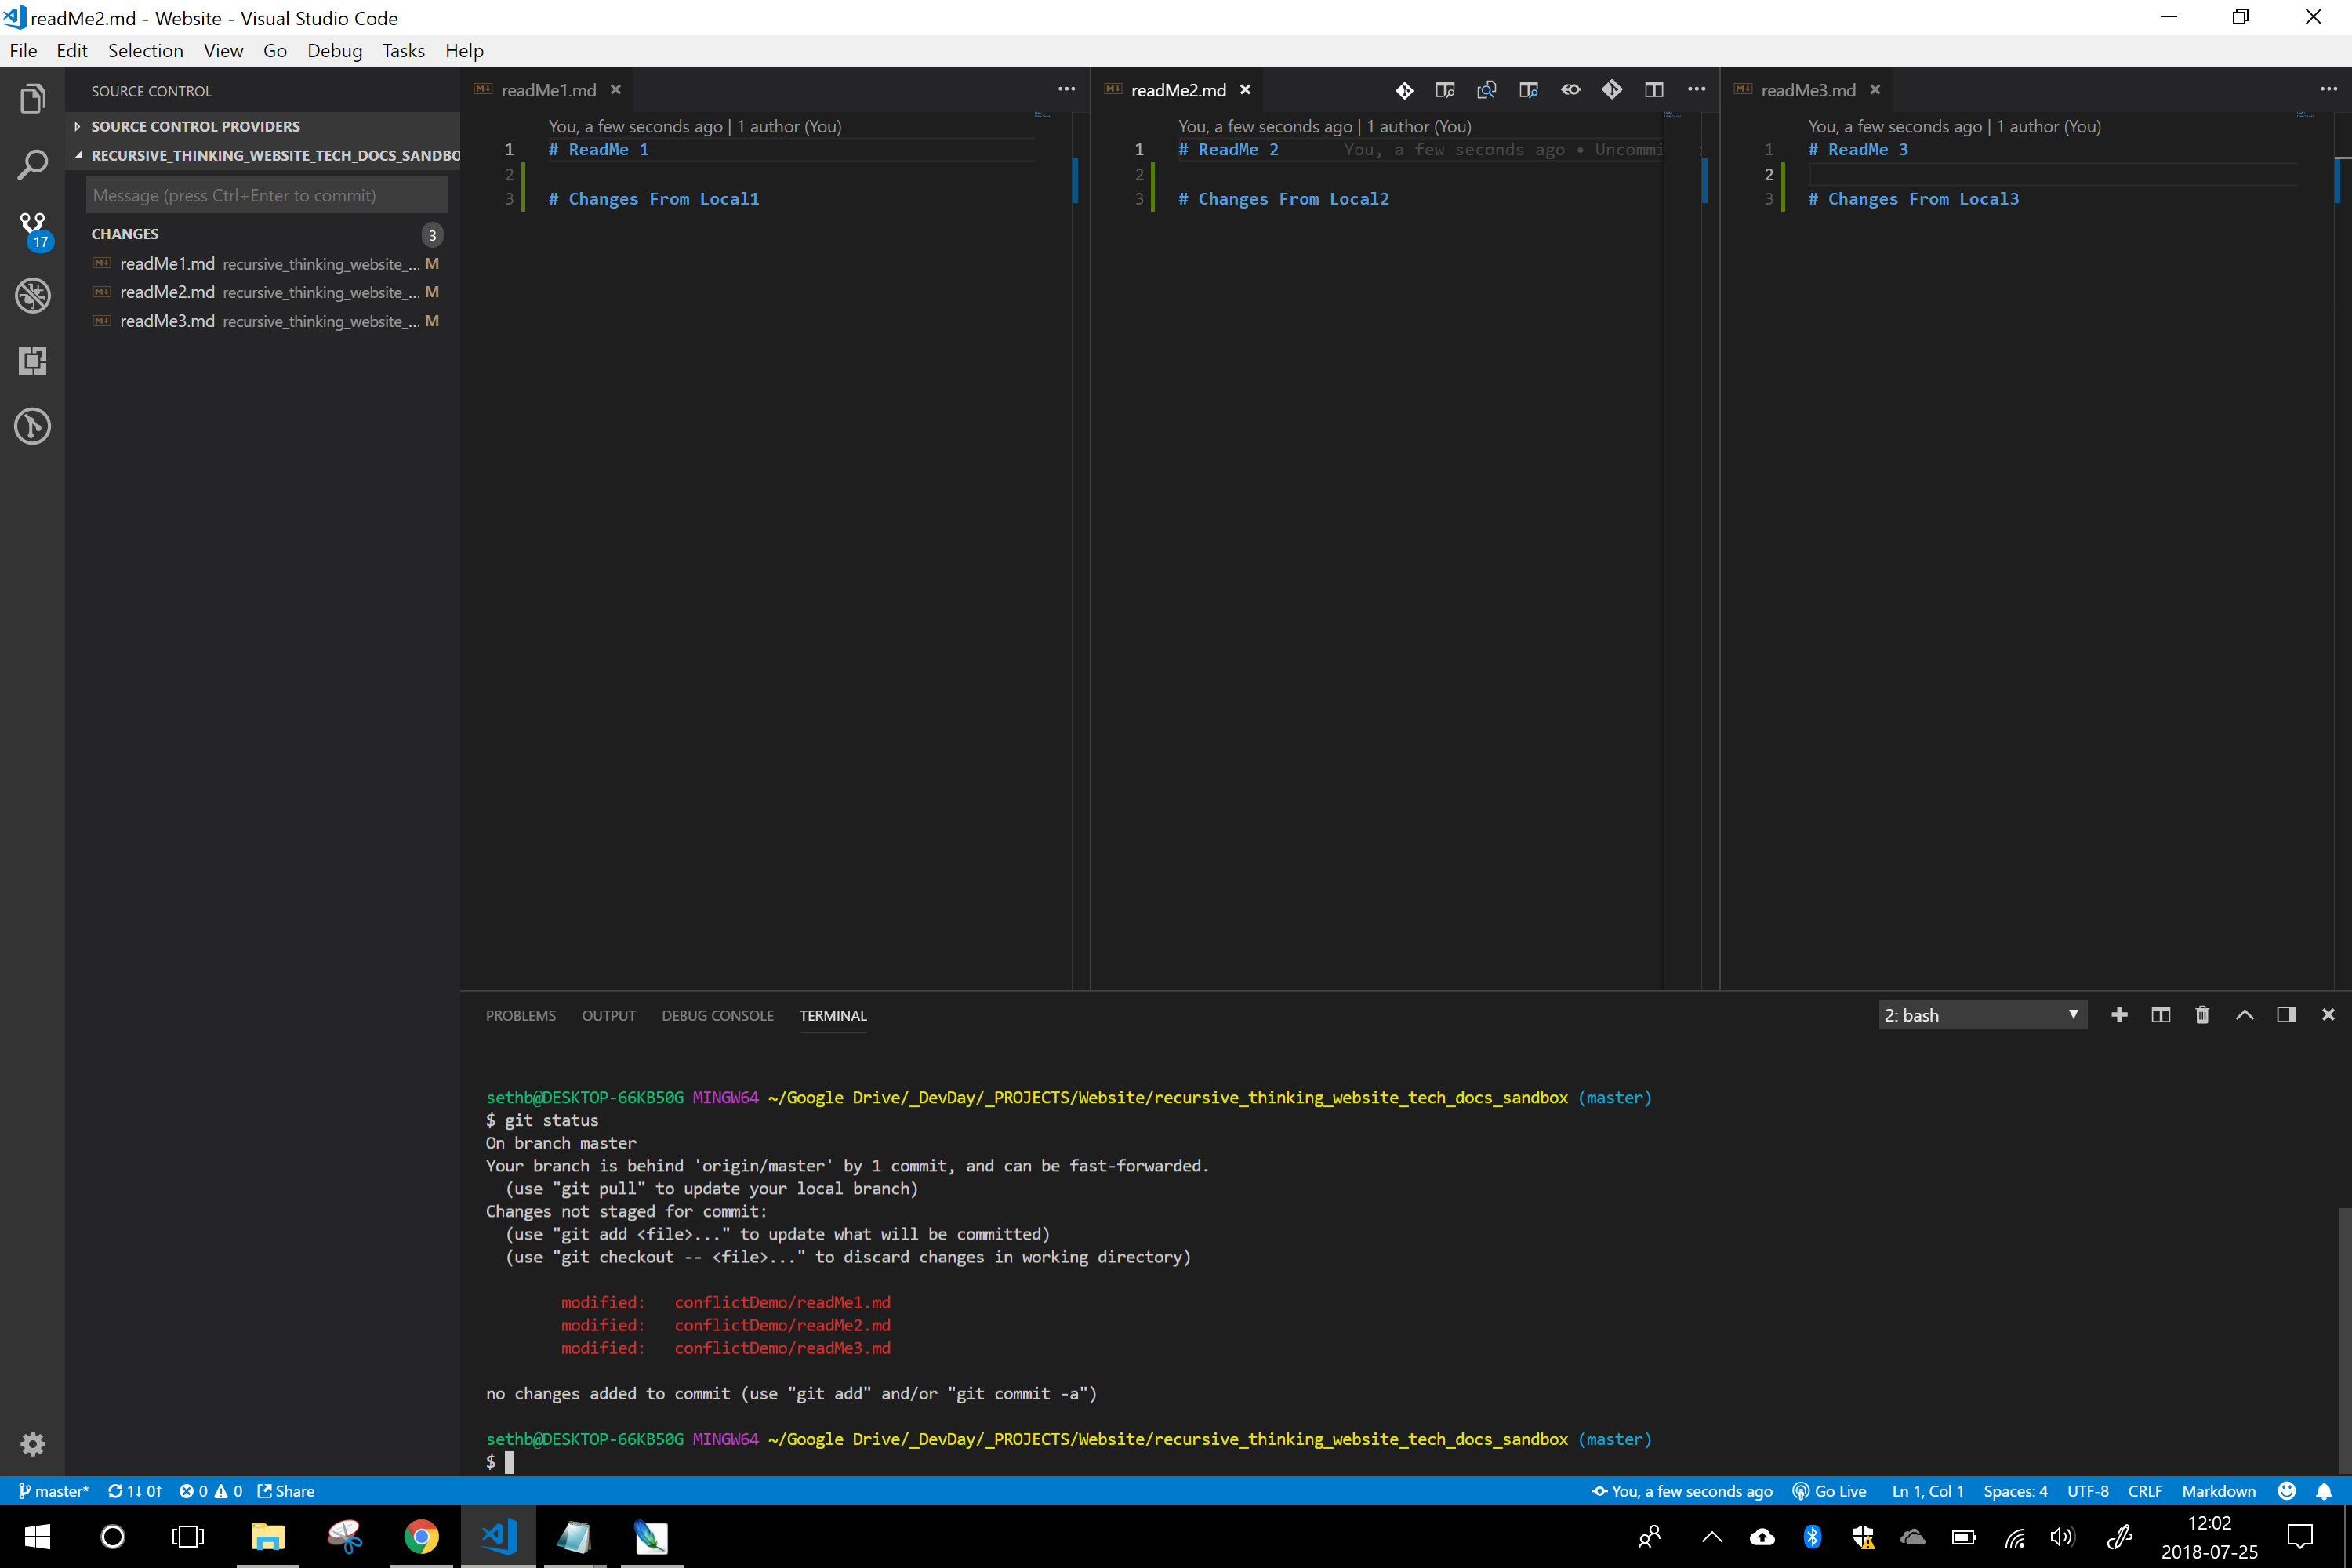 readMe2.md - Website - Visual Studio Code
File Edit Selection View Go Debug Tasks Help
SOURCE CONTROL
SOURCE CONTROL PROVIDERS
RECURSIVE_THINKING_WEBSITE_TECH_DOCS_SANDBO
Message (press Ctrl+Enter to commit)
CHANGES 3
readMe1.md recursive_thinking_website_... M
readMe2.md recursive_thinking_website_... M
readMe3.md recursive_thinking_website_... M
17
readMe1.md
You, a few seconds ago | 1 author (You)
1 # ReadMe 1
2
3 # Changes From Local1
readMe2.md
You, a few seconds ago | 1 author (You)
1 # ReadMe 2 You, a few seconds ago • Uncommi
2
3 # Changes From Local2
readMe3.md
You, a few seconds ago | 1 author (You)
1 # ReadMe 3
2
3 # Changes From Local3
PROBLEMS OUTPUT DEBUG CONSOLE TERMINAL
2: bash
sethb@DESKTOP-66KB50G MINGW64 ~/Google Drive/_DevDay/_PROJECTS/Website/recursive_thinking_website_tech_docs_sandbox (master)
$ git status
On branch master
Your branch is behind 'origin/master' by 1 commit, and can be fast-forwarded.
(use "git pull" to update your local branch)
Changes not staged for commit:
(use "git add <file>..." to update what will be committed)
(use "git checkout -- <file>..." to discard changes in working directory)
modified: conflictDemo/readMe1.md
modified: conflictDemo/readMe2.md
modified: conflictDemo/readMe3.md
no changes added to commit (use "git add" and/or "git commit -a")
sethb@DESKTOP-66KB50G MINGW64 ~/Google Drive/_DevDay/_PROJECTS/Website/recursive_thinking_website_tech_docs_sandbox (master)
$
master* 1↓ 0↑ 0 0 Share
You, a few seconds ago Go Live Ln 1, Col 1 Spaces: 4 UTF-8 CRLF Markdown
12:02
2018-07-25